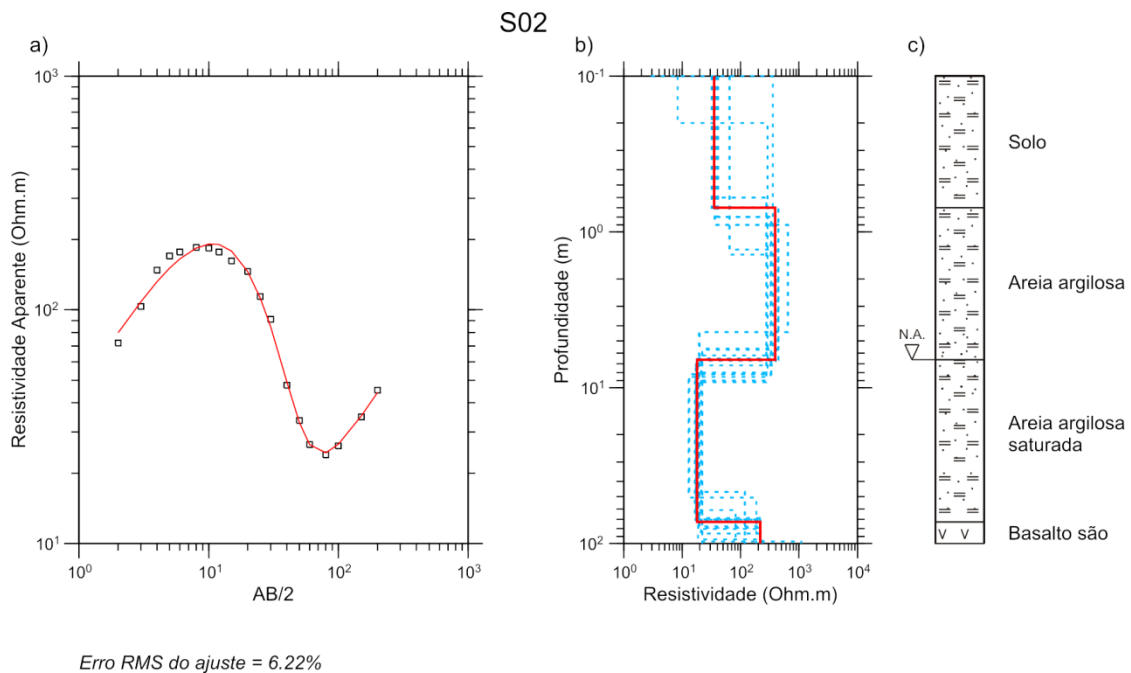 S02
a)
10³
10²
10¹
Resistividade Aparente (Ohm.m)
10⁰
10¹
10²
10³
AB/2
b)
10⁻¹
10⁰
10¹
10²
Profundidade (m)
10⁰
10¹
10²
10³
10⁴
Resistividade (Ohm.m)
c)
Solo
Areia argilosa
N.A.
Areia argilosa
saturada
Basalto são
v v
Erro RMS do ajuste = 6.22%